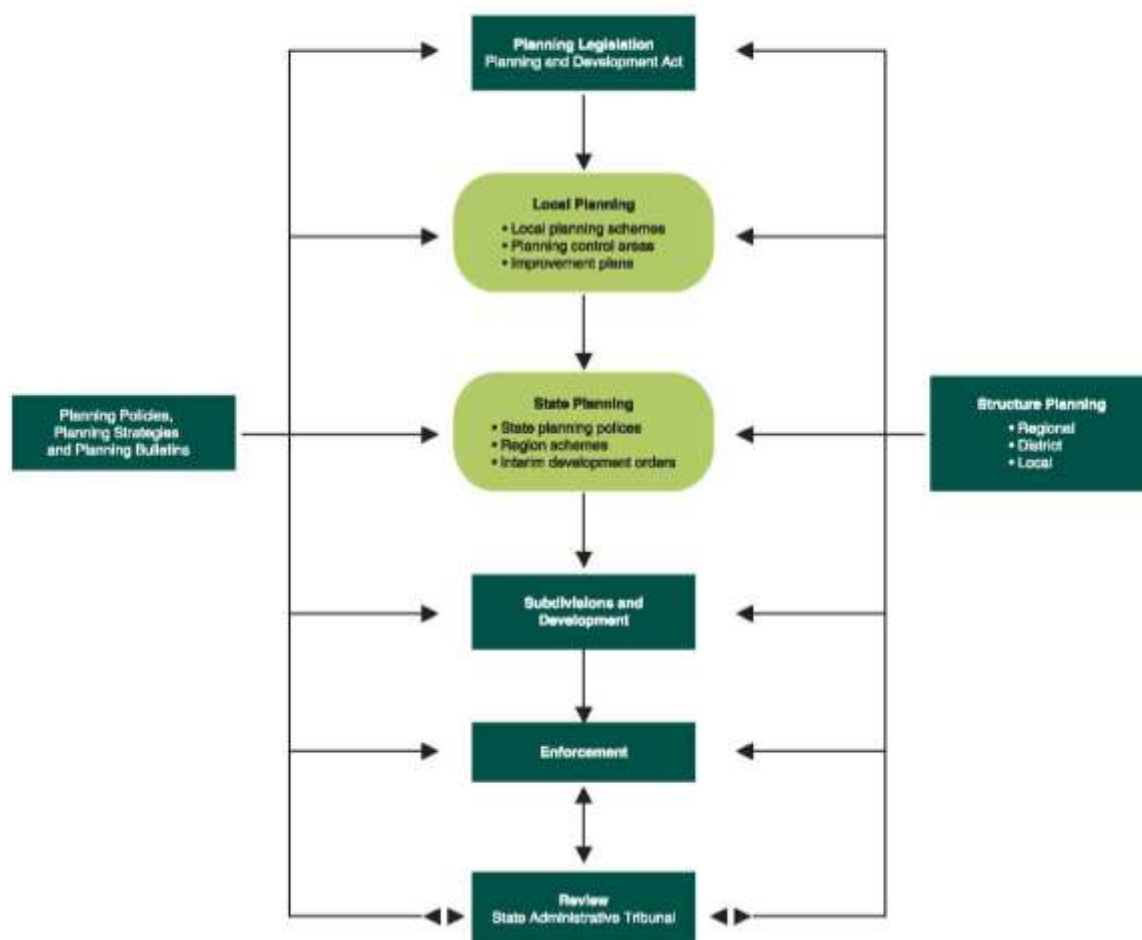 Planning Legislation
Planning and Development Act
Local Planning
• Local planning schemes
• Planning control areas
• Improvement plans
Planning Policies,
Planning Strategies
and Planning Bulletins
State Planning
• State planning polices
• Region schemes
• Interim development orders
Structure Planning
• Regional
• District
• Local
Subdivisions and
Development
Enforcement
Review
State Administrative Tribunal